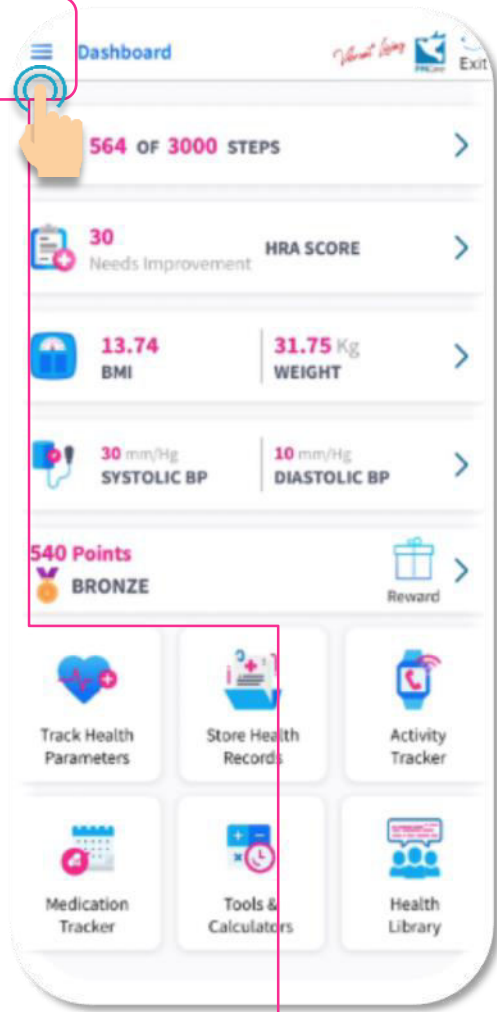 Dashboard
Vibrant living
Exit
564 OF 3000 STEPS
30
Needs Improvement
HRA SCORE
13.74
BMI
31.75 Kg
WEIGHT
30 mm/Hg
SYSTOLIC BP
10 mm/Hg
DIASTOLIC BP
540 Points
BRONZE
Reward
Track Health
Parameters
Store Health
Records
Activity
Tracker
Medication
Tracker
Tools &
Calculators
Health
Library